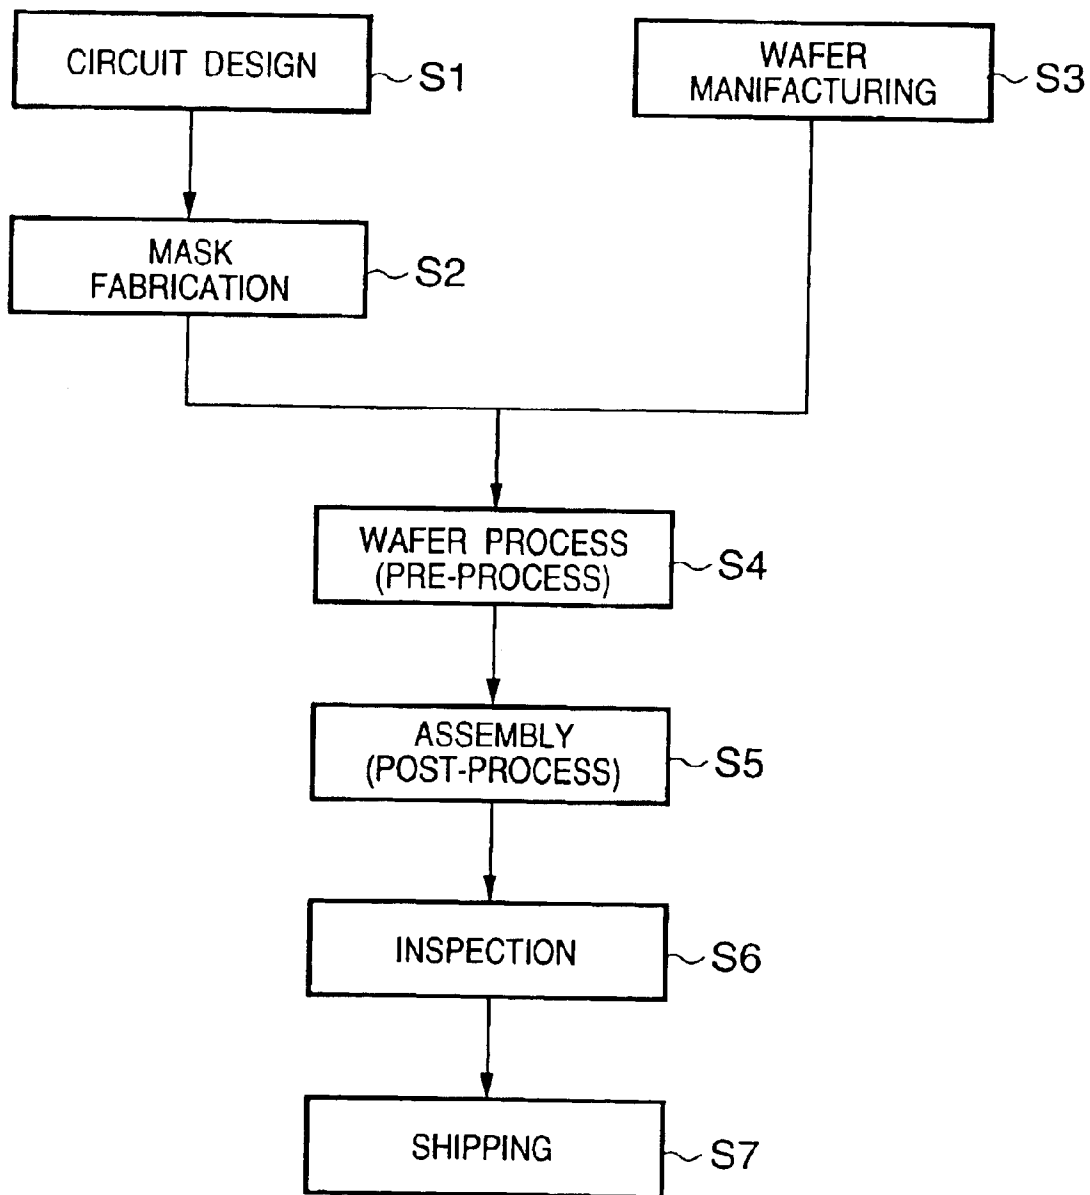 CIRCUIT DESIGN
S1
MASK
FABRICATION
S2
WAFER
MANIFACTURING
S3
WAFER PROCESS
(PRE-PROCESS)
S4
ASSEMBLY
(POST-PROCESS)
S5
INSPECTION
S6
SHIPPING
S7